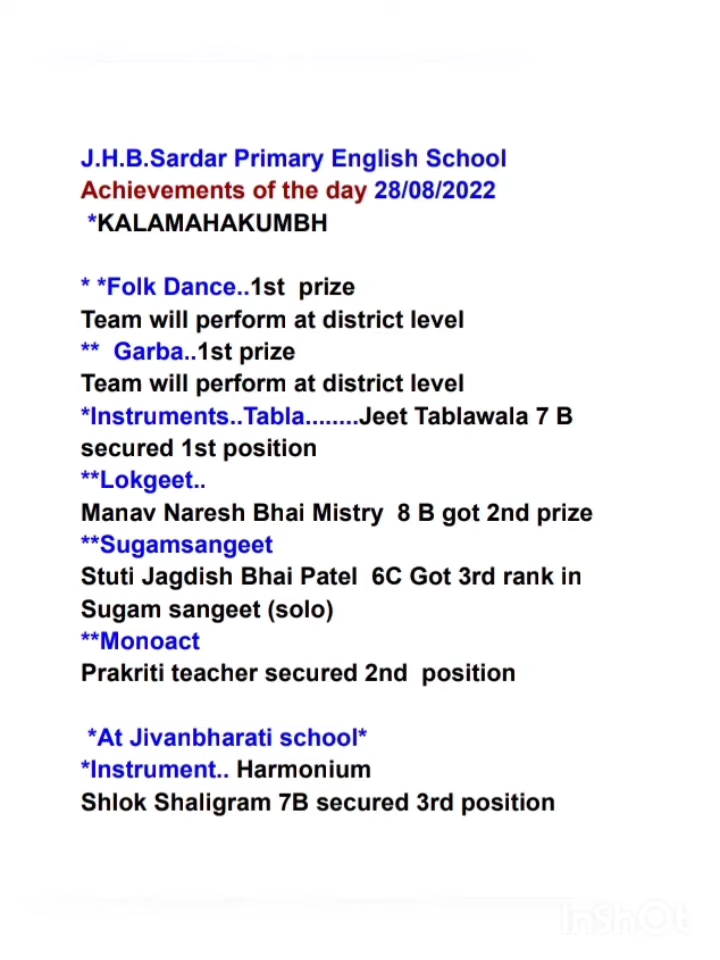 J.H.B.Sardar Primary English School
Achievements of the day 28/08/2022
*KALAMAHAKUMBH
* *Folk Dance..1st prize
Team will perform at district level
** Garba..1st prize
Team will perform at district level
*Instruments..Tabla........Jeet Tablawala 7 B
secured 1st position
**Lokgeet..
Manav Naresh Bhai Mistry 8 B got 2nd prize
**Sugamsangeet
Stuti Jagdish Bhai Patel 6C Got 3rd rank in
Sugam sangeet (solo)
**Monoact
Prakriti teacher secured 2nd position
*At Jivanbharati school*
*Instrument.. Harmonium
Shlok Shaligram 7B secured 3rd position
InShOt